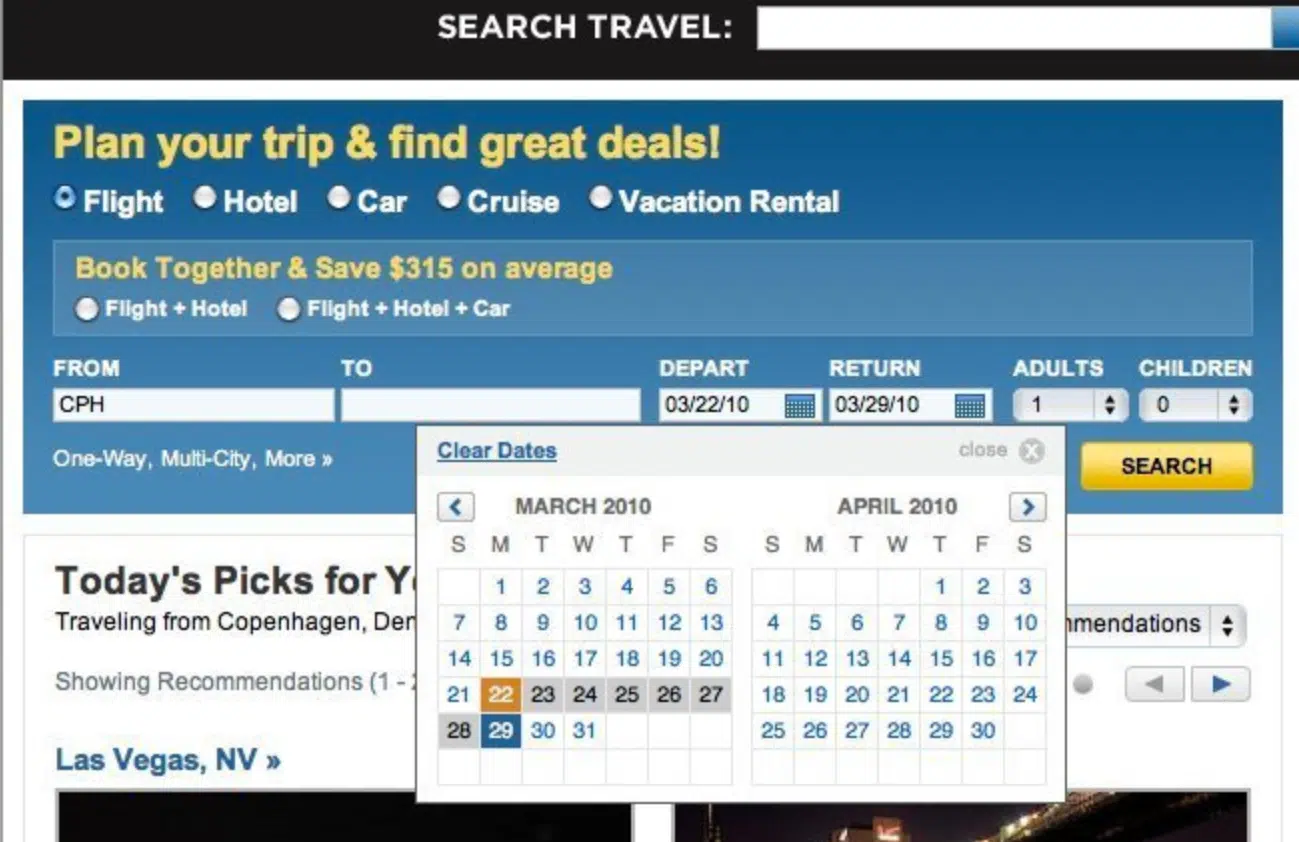 SEARCH TRAVEL:
Plan your trip & find great deals!
Flight Hotel Car Cruise Vacation Rental
Book Together & Save $315 on average
Flight + Hotel Flight + Hotel + Car
FROM TO DEPART RETURN ADULTS CHILDREN
CPH 03/22/10 03/29/10 1 0
One-Way, Multi-City, More »
SEARCH
Clear Dates close
MARCH 2010
S M T W T F S
1 2 3 4 5 6
7 8 9 10 11 12 13
14 15 16 17 18 19 20
21 22 23 24 25 26 27
28 29 30 31
APRIL 2010
S M T W T F S
1 2 3
4 5 6 7 8 9 10
11 12 13 14 15 16 17
18 19 20 21 22 23 24
25 26 27 28 29 30
Today's Picks for
Traveling from Copenhagen,
Showing Recommendations (1 -
Las Vegas, NV »